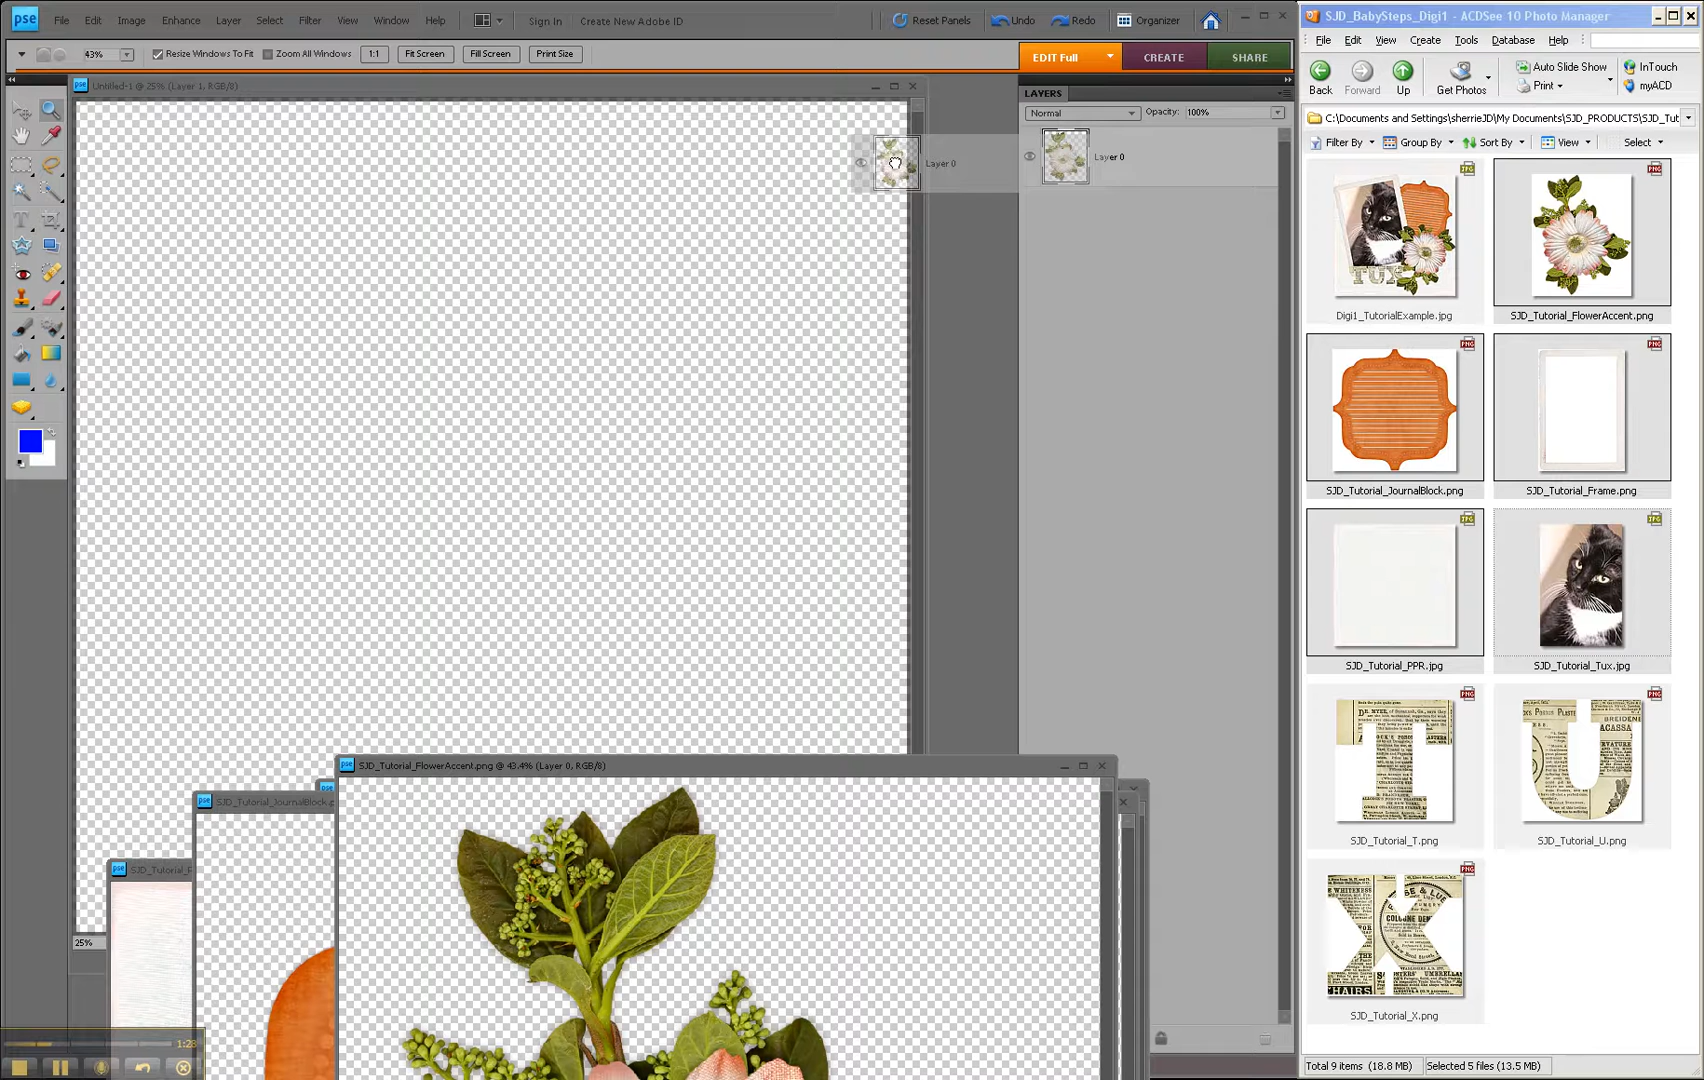 pse File Edit Image Enhance Layer Select Filter View Window Help Sign In Create New Adobe ID Reset Panels Undo Redo Organizer
43% Resize Windows To Fit Zoom All Windows 1:1 Fit Screen Fill Screen Print Size EDIT Full CREATE SHARE
Untitled-1 @ 25% (Layer 1, RGB/8)
LAYERS
Normal Opacity: 100%
Layer 0
Layer 0
T
SJD_Tutorial_FlowerAccent.png @ 43.4% (Layer 0, RGB/8)
pse SJD_Tutorial_JournalBlock.p
pse SJD_Tutorial_
25%
1:28
SJD_BabySteps_Digi1 - ACDSee 10 Photo Manager
File Edit View Create Tools Database Help
Back Forward Up Get Photos Auto Slide Show Print InTouch myACD
C:\Documents and Settings\sherrieJD\My Documents\SJD_PRODUCTS\SJD_Tut
Filter By Group By Sort By View Select
TUX
Digi1_TutorialExample.jpg
SJD_Tutorial_FlowerAccent.png
SJD_Tutorial_JournalBlock.png
SJD_Tutorial_Frame.png
SJD_Tutorial_PPR.jpg
SJD_Tutorial_Tux.jpg
SJD_Tutorial_T.png
SJD_Tutorial_U.png
SJD_Tutorial_X.png
Total 9 items (18.8 MB) Selected 5 files (13.5 MB)